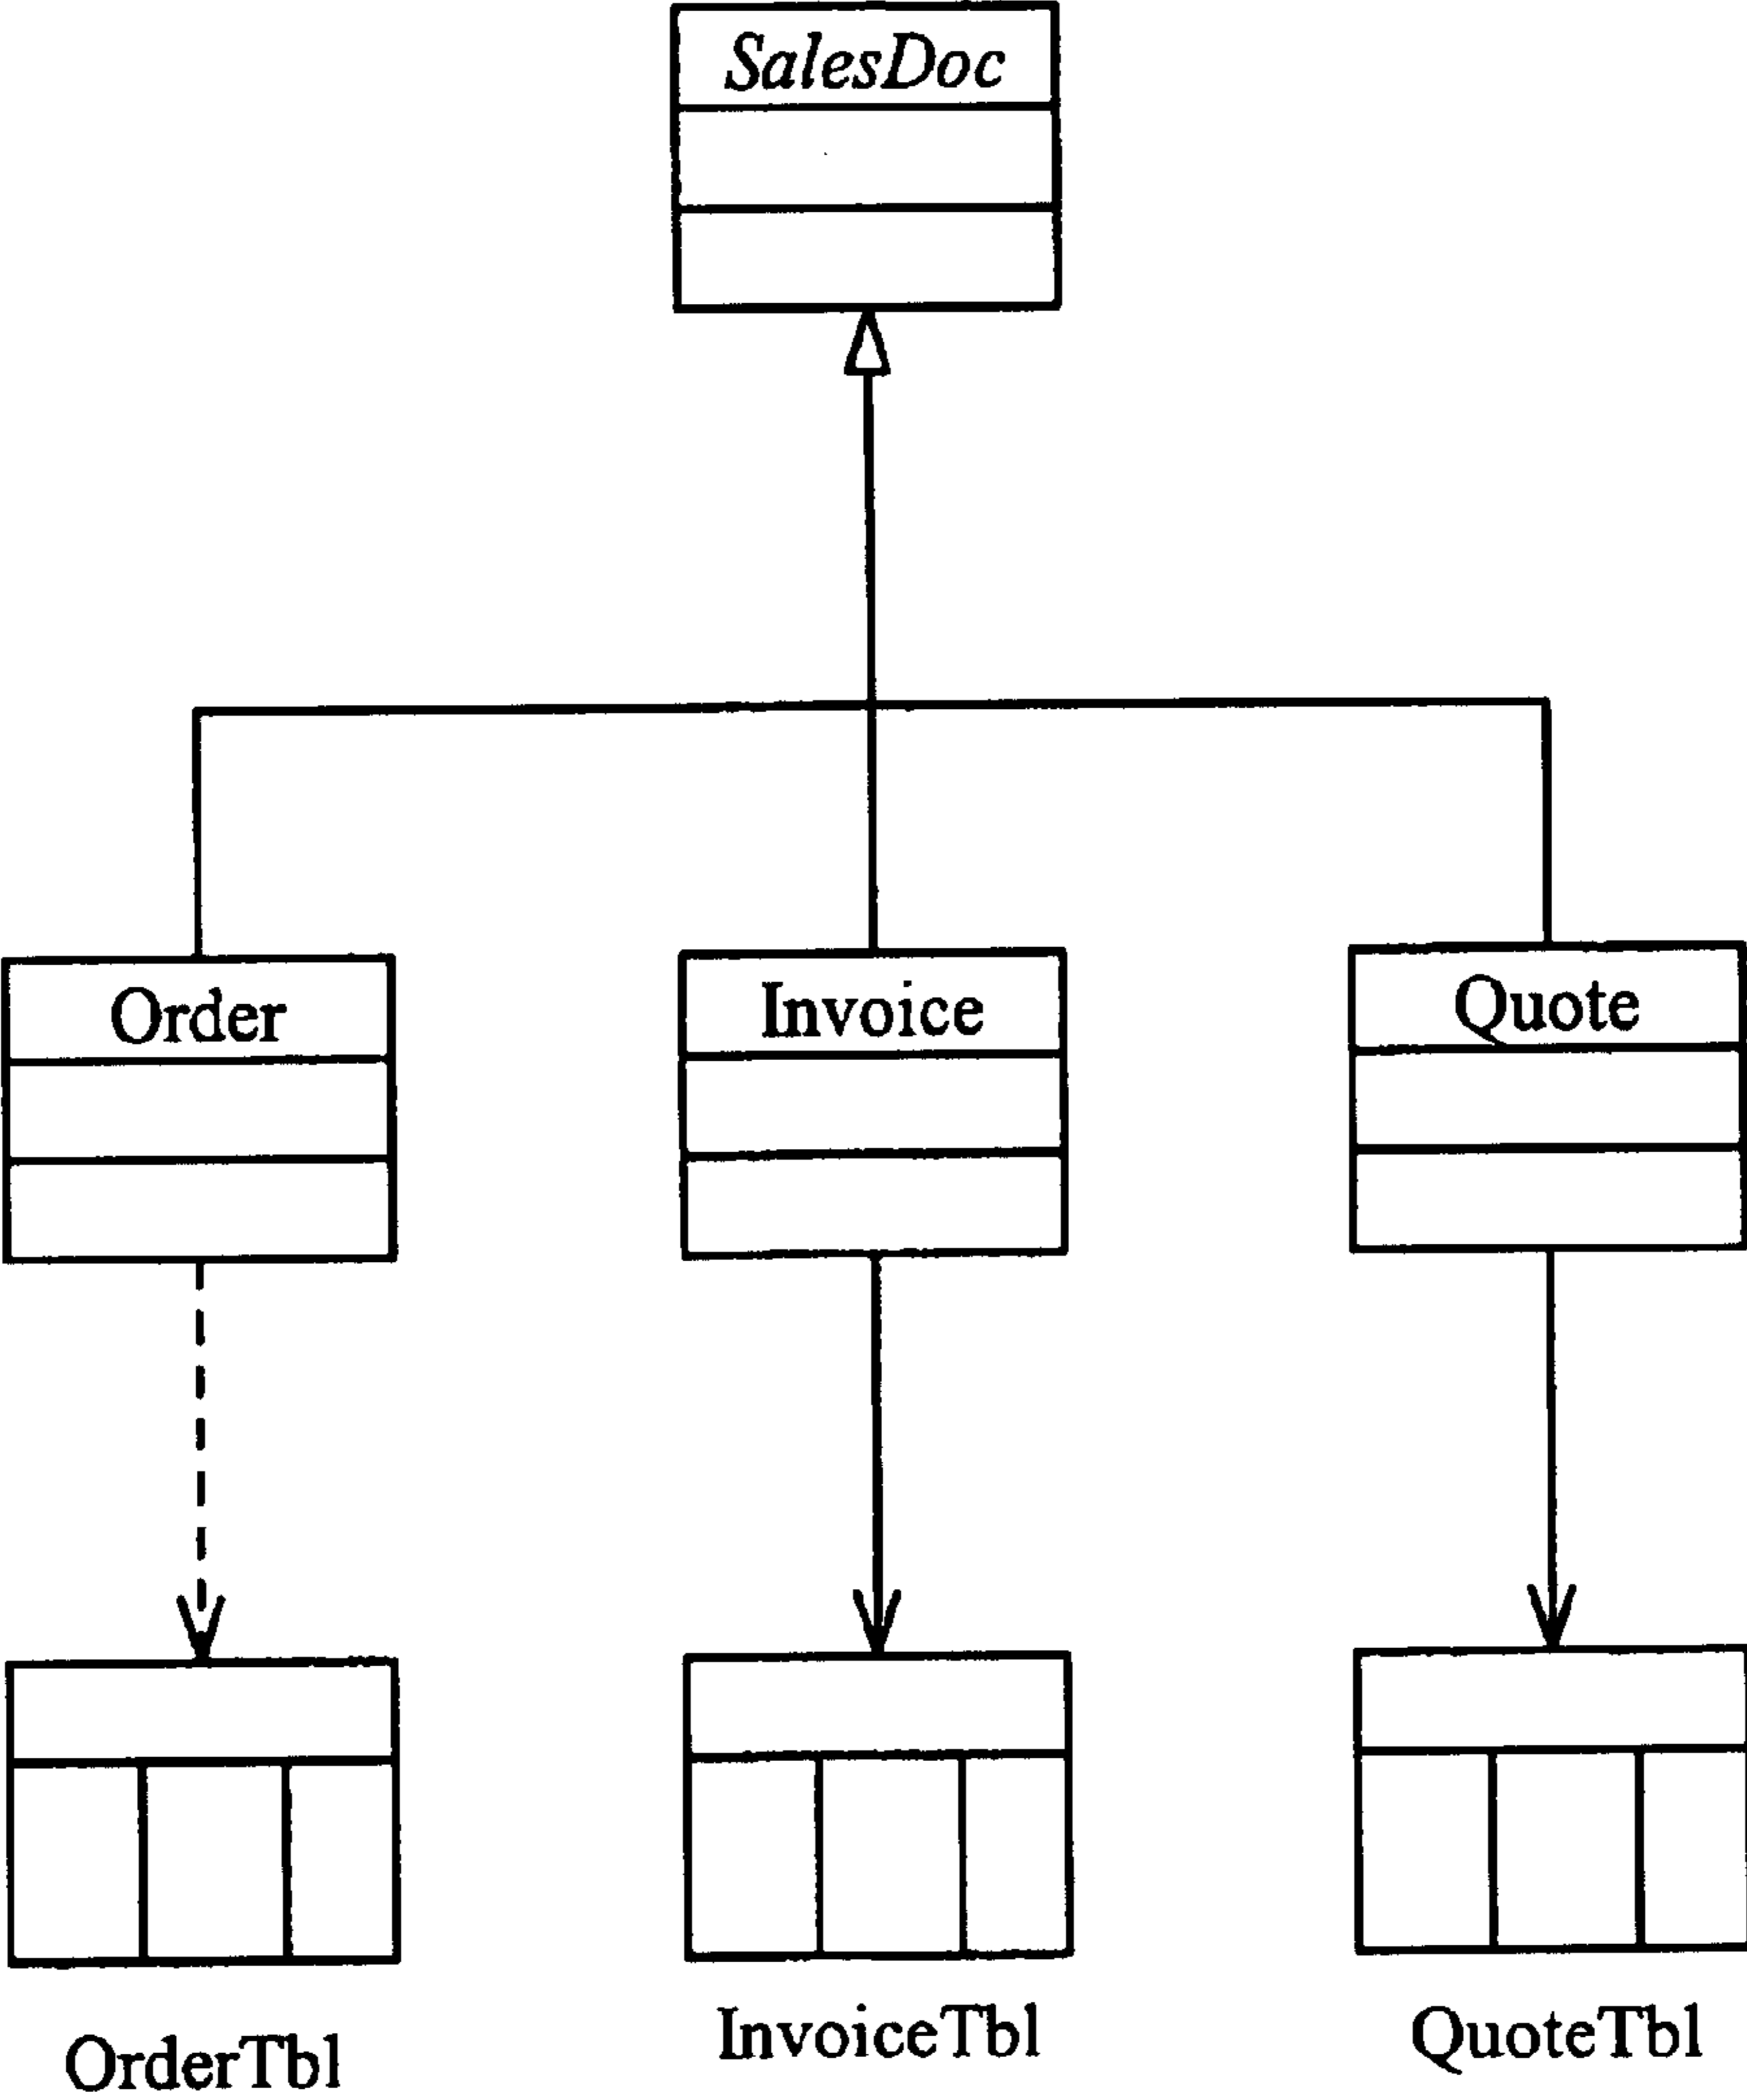 SalesDoc
Order
Invoice
Quote
OrderTbl
InvoiceTbl
QuoteTbl